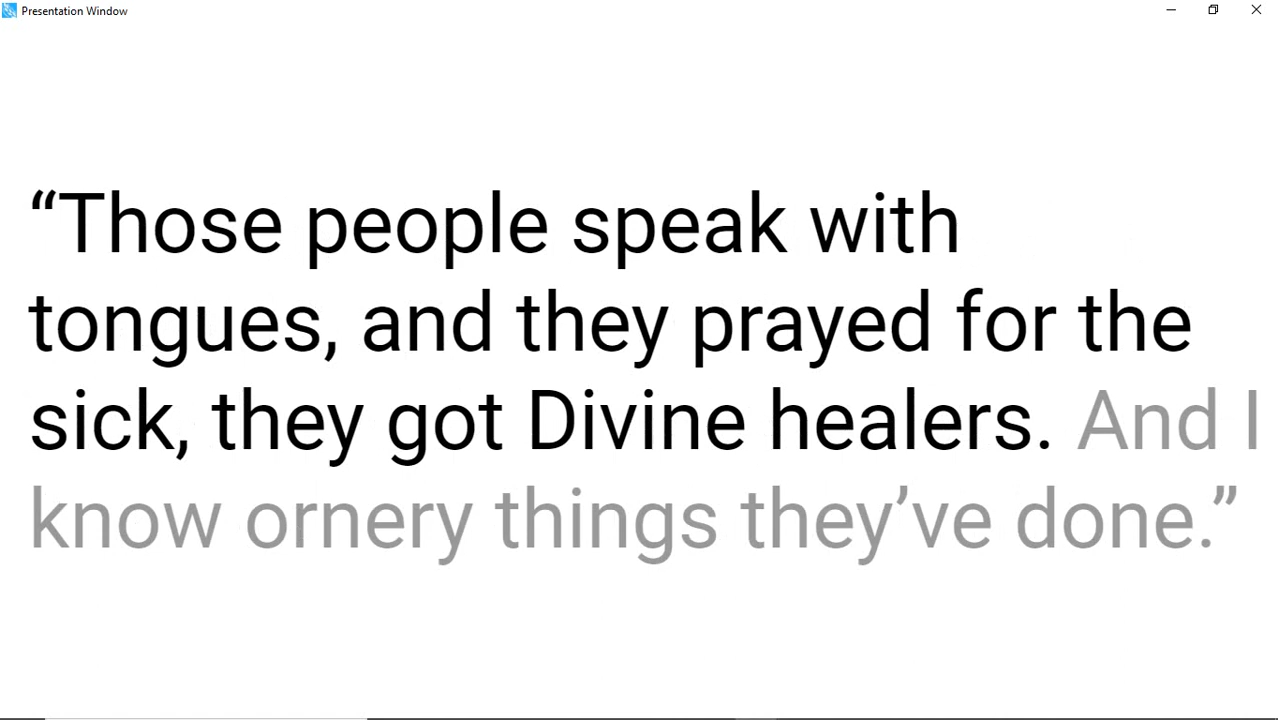 Presentation Window
“Those people speak with
tongues, and they prayed for the
sick, they got Divine healers. And I
know ornery things they’ve done.”